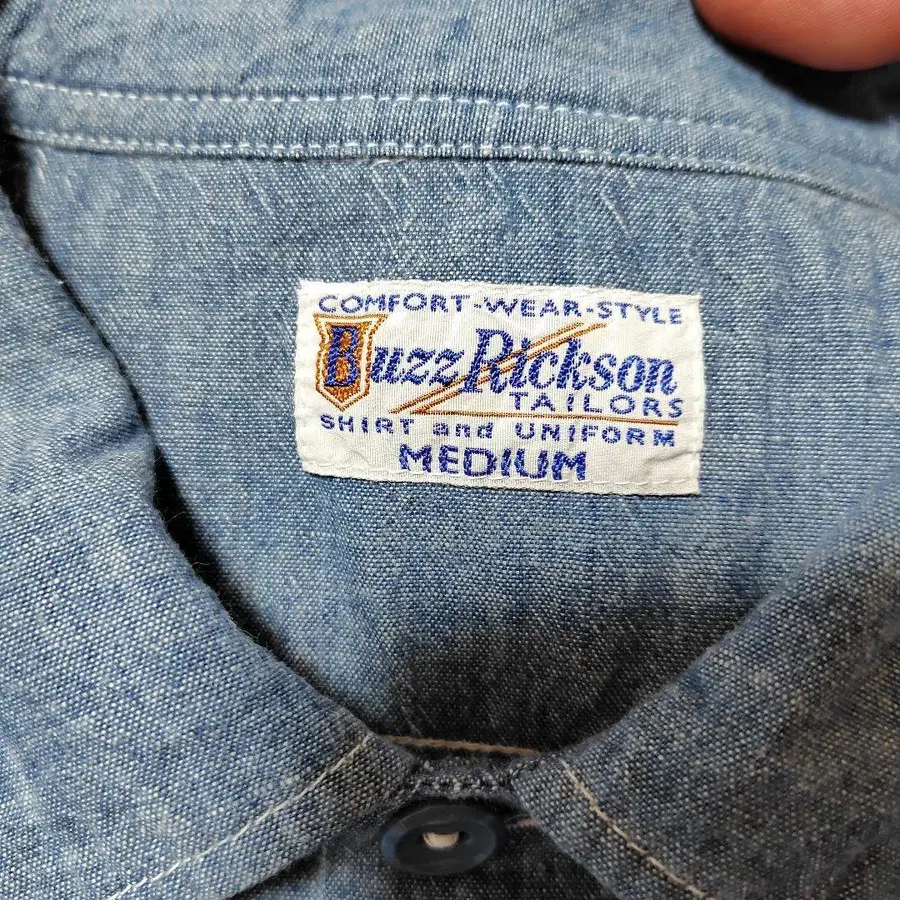 COMFORT-WEAR-STYLE
Buzz Rickson
TAILORS
SHIRT and UNIFORM
MEDIUM